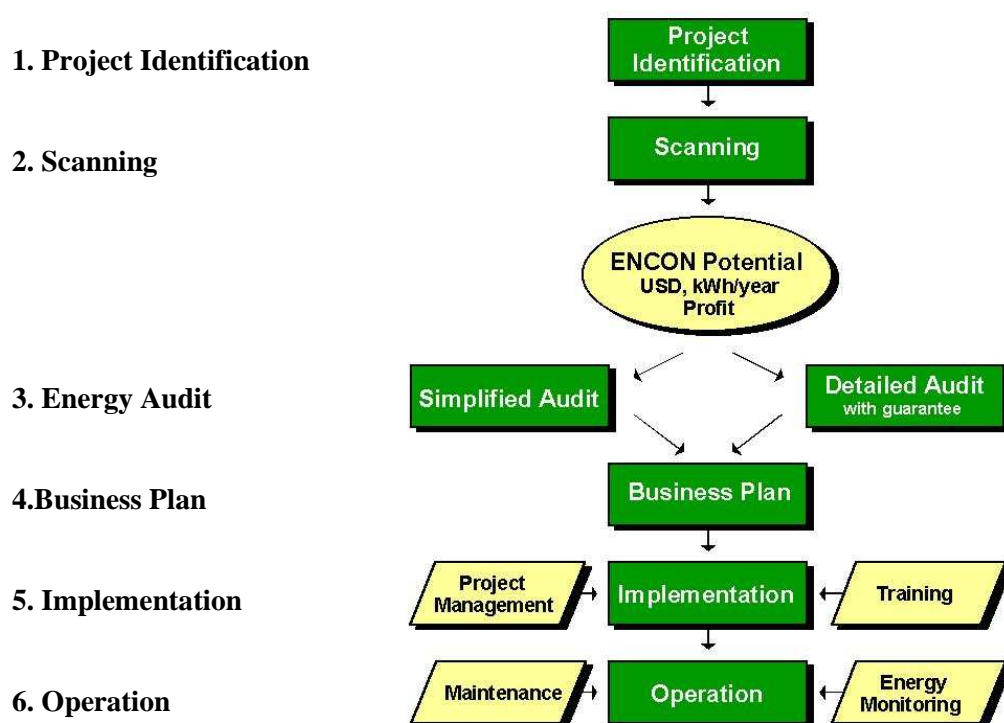 1. Project Identification
Project
Identification
2. Scanning
Scanning
ENCON Potential
USD, kWh/year
Profit
3. Energy Audit
Simplified Audit
Detailed Audit
with guarantee
4.Business Plan
Business Plan
5. Implementation
Project
Management
Implementation
Training
6. Operation
Maintenance
Operation
Energy
Monitoring